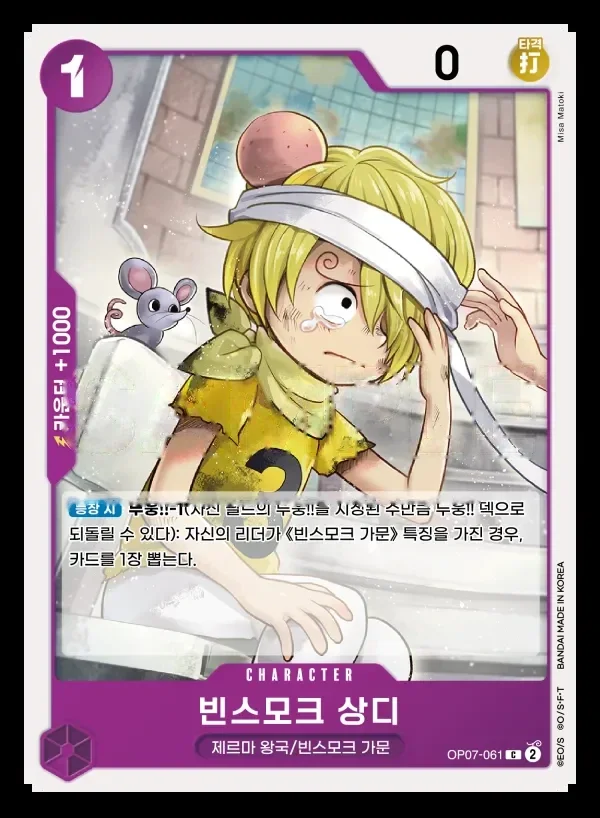 1
0
타격
打
Misa Matoki
카운터 +1000
3
등장 시 두웅!!-1(자신 필드의 두웅!!을 지정된 수만큼 두웅!! 덱으로
되돌릴 수 있다): 자신의 리더가 《빈스모크 가문》 특징을 가진 경우,
카드를 1장 뽑는다.
CHARACTER
빈스모크 상디
제르마 왕국/빈스모크 가문
OP07-061 C 2
©EO/S ©O/S·F·T BANDAI MADE IN KOREA